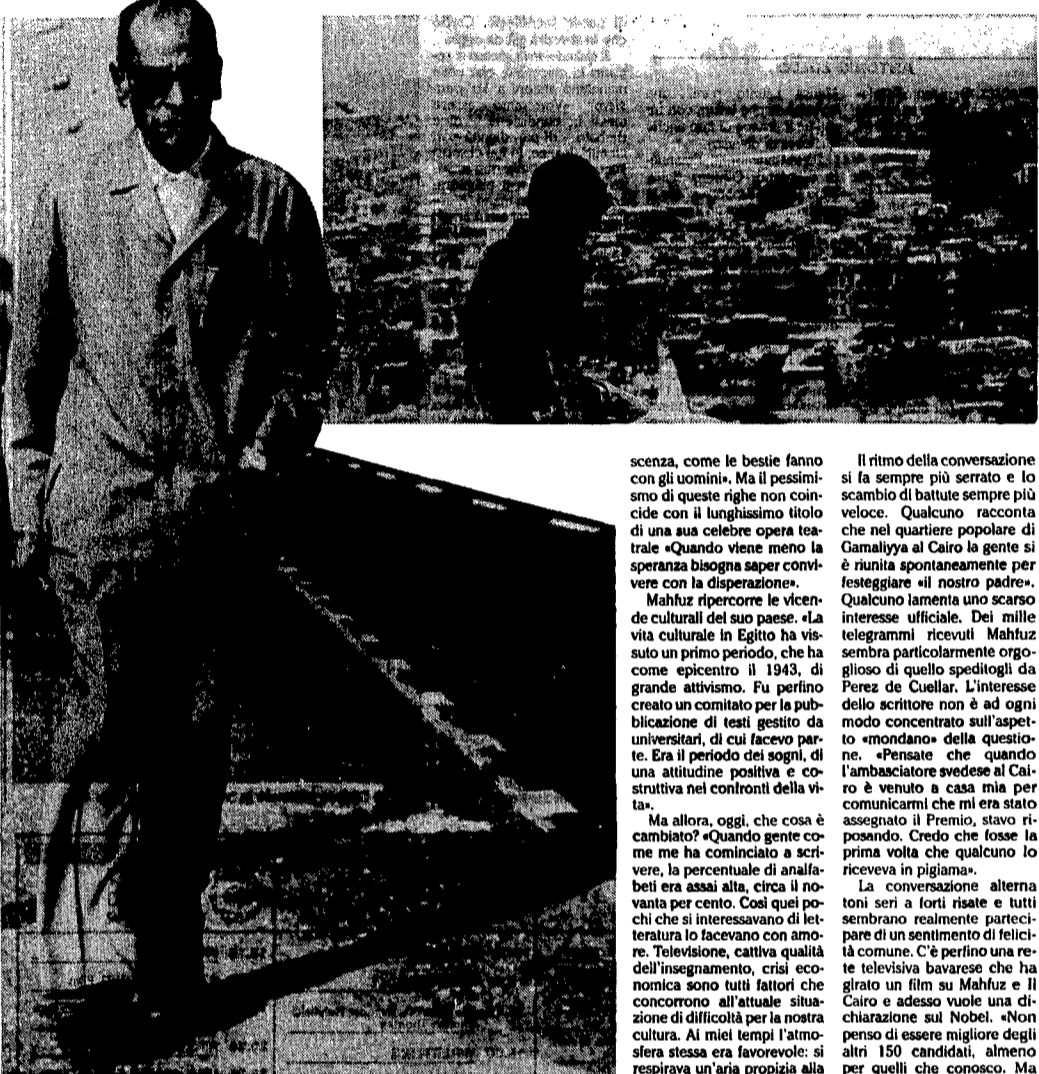 scenza, come le bestie fanno
con gli uomini». Ma il pessimi-
smo di queste righe non coin-
cide con il lunghissimo titolo
di una sua celebre opera tea-
trale «Quando viene meno la
speranza bisogna saper convi-
vere con la disperazione».
Mahfuz ripercorre le vicen-
de culturali del suo paese. «La
vita culturale in Egitto ha vis-
suto un primo periodo, che ha
come epicentro il 1943, di
grande attivismo. Fu perfino
creato un comitato per la pub-
blicazione di testi gestito da
universitari, di cui facevo par-
te. Era il periodo dei sogni, di
una attitudine positiva e co-
struttiva nei confronti della vi-
ta».
Ma allora, oggi, che cosa è
cambiato? «Quando gente co-
me me ha cominciato a scri-
vere, la percentuale di analfa-
beti era assai alta, circa il no-
vanta per cento. Così quei po-
chi che si interessavano di let-
teratura lo facevano con amo-
re. Televisione, cattiva qualità
dell'insegnamento, crisi eco-
nomica sono tutti fattori che
concorrono all'attuale situa-
zione di difficoltà per la nostra
cultura. Ai miei tempi l'atmo-
sfera stessa era favorevole: si
respirava un'aria propizia alla
Il ritmo della conversazione
si fa sempre più serrato e lo
scambio di battute sempre più
veloce. Qualcuno racconta
che nel quartiere popolare di
Gamaliyya al Cairo la gente si
è riunita spontaneamente per
festeggiare «il nostro padre».
Qualcuno lamenta uno scarso
interesse ufficiale. Dei mille
telegrammi ricevuti Mahfuz
sembra particolarmente orgo-
glioso di quello speditogli da
Perez de Cuellar. L'interesse
dello scrittore non è ad ogni
modo concentrato sull'aspet-
to «mondano» della questio-
ne. «Pensate che quando
l'ambasciatore svedese al Cai-
ro è venuto a casa mia per
comunicarmi che mi era stato
assegnato il Premio, stavo ri-
posando. Credo che fosse la
prima volta che qualcuno lo
riceveva in pigiama».
La conversazione alterna
toni seri a forti risate e tutti
sembrano realmente parteci-
pare di un sentimento di felici-
tà comune. C'è perfino una re-
te televisiva bavarese che ha
girato un film su Mahfuz e Il
Cairo e adesso vuole una di-
chiarazione sul Nobel. «Non
penso di essere migliore degli
altri 150 candidati, almeno
per quelli che conosco. Ma